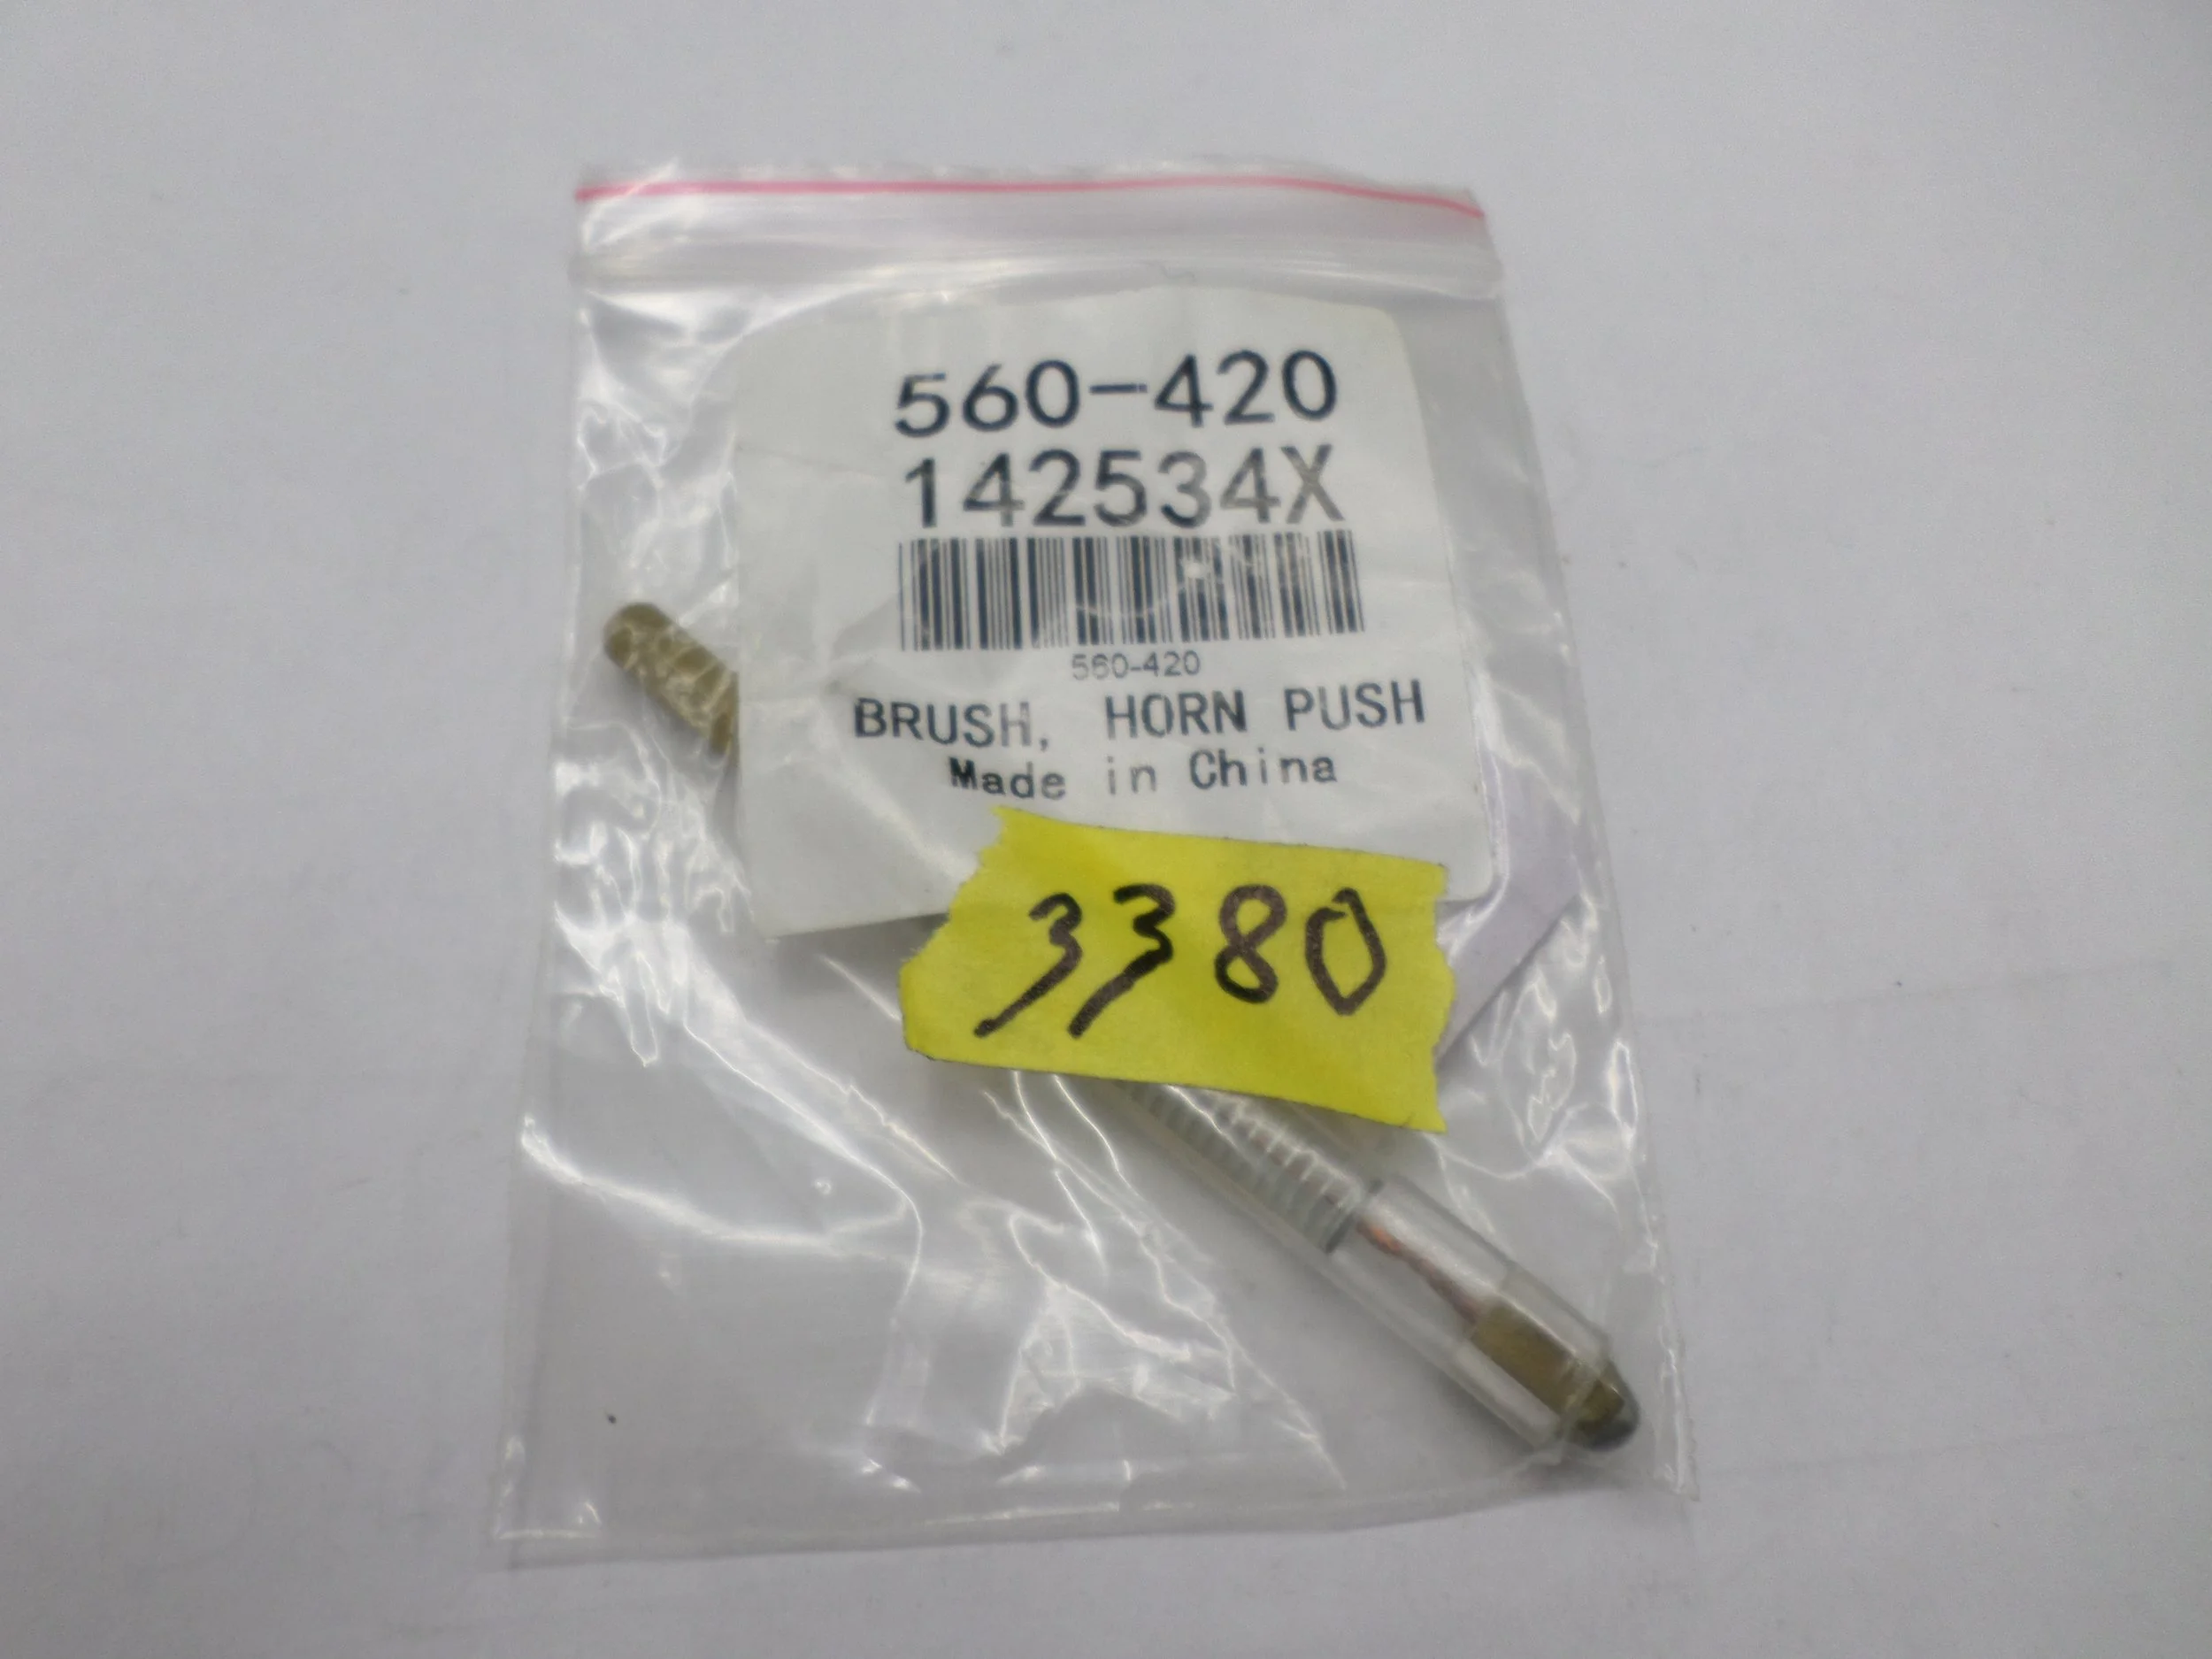 560-420
142534X
560-420
BRUSH, HORN PUSH
Made in China
3380